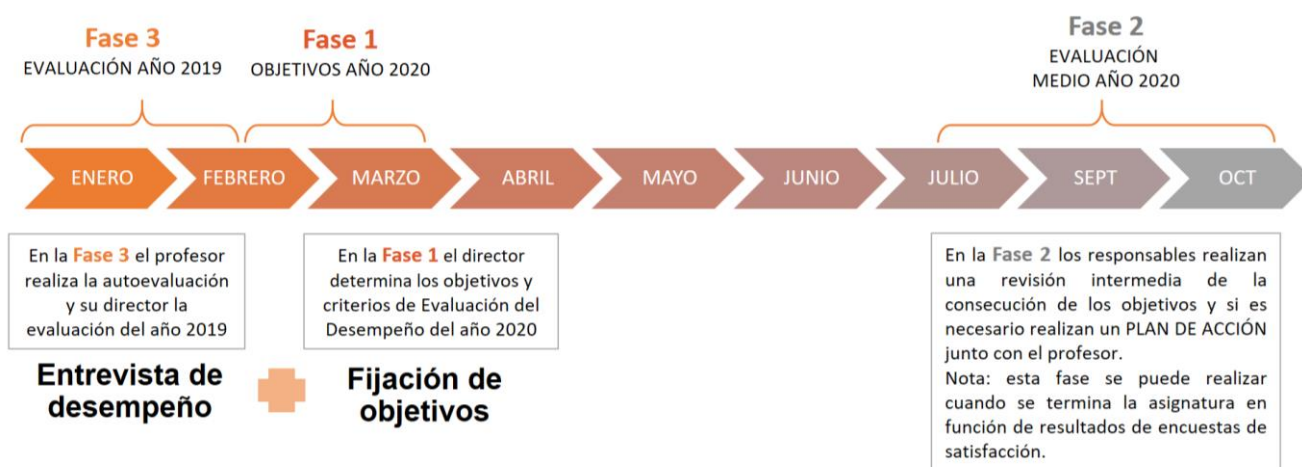 Fase 3
EVALUACIÓN AÑO 2019
Fase 1
OBJETIVOS AÑO 2020
Fase 2
EVALUACIÓN
MEDIO AÑO 2020
ENERO
FEBRERO
MARZO
ABRIL
MAYO
JUNIO
JULIO
SEPT
OCT
En la Fase 3 el profesor
realiza la autoevaluación
y su director la
evaluación del año 2019
Entrevista de
desempeño
En la Fase 1 el director
determina los objetivos y
criterios de Evaluación del
Desempeño del año 2020
Fijación de
objetivos
En la Fase 2 los responsables realizan
una revisión intermedia de la
consecución de los objetivos y si es
necesario realizan un PLAN DE ACCIÓN
junto con el profesor.
Nota: esta fase se puede realizar
cuando se termina la asignatura en
función de resultados de encuestas de
satisfacción.